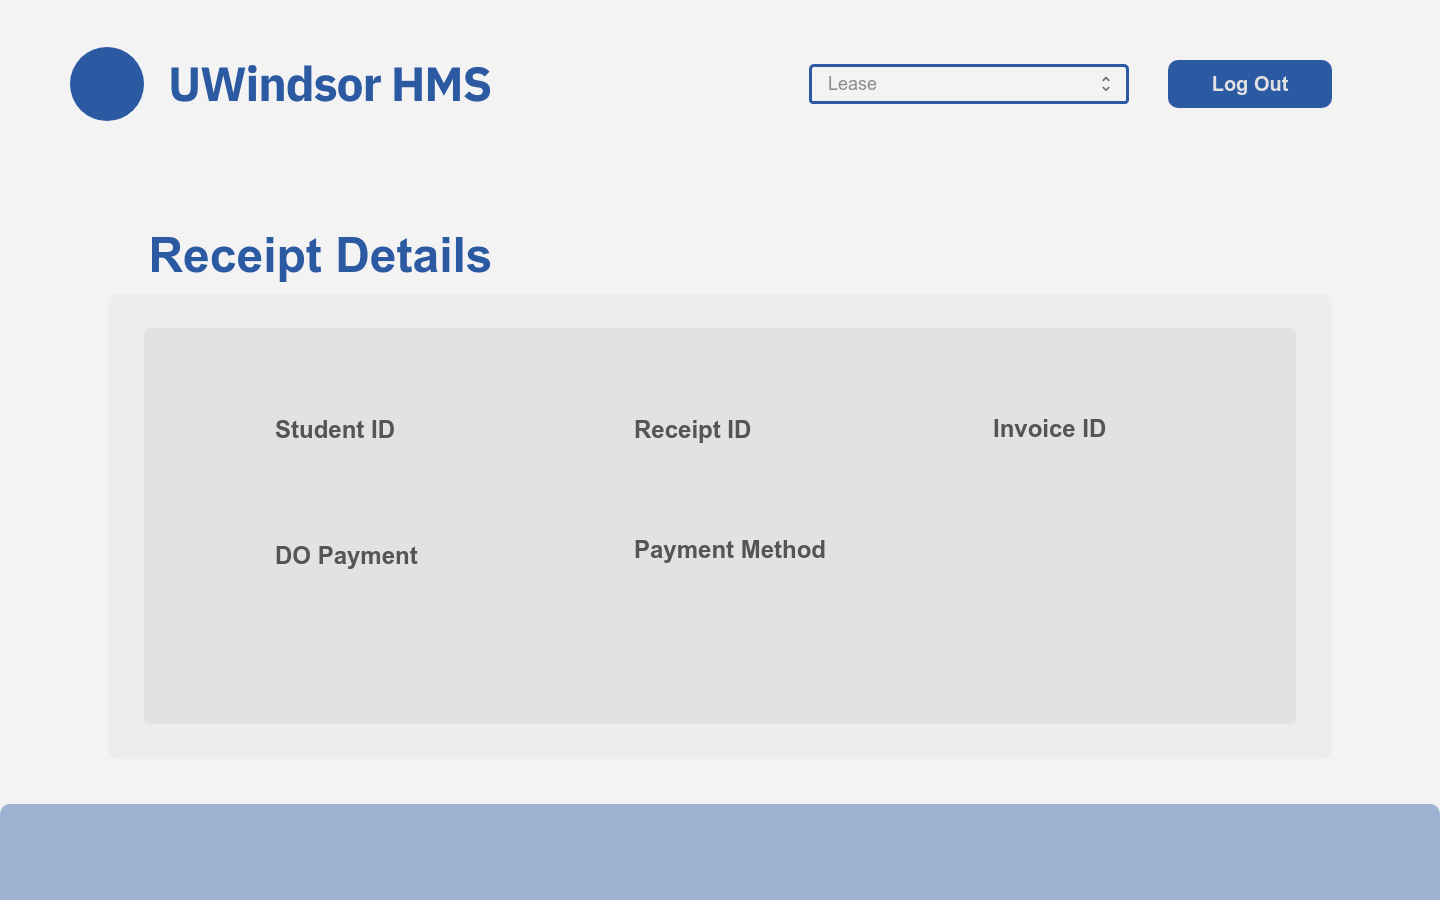 UWindsor HMS
Lease
Log Out
Receipt Details
Student ID
Receipt ID
Invoice ID
DO Payment
Payment Method